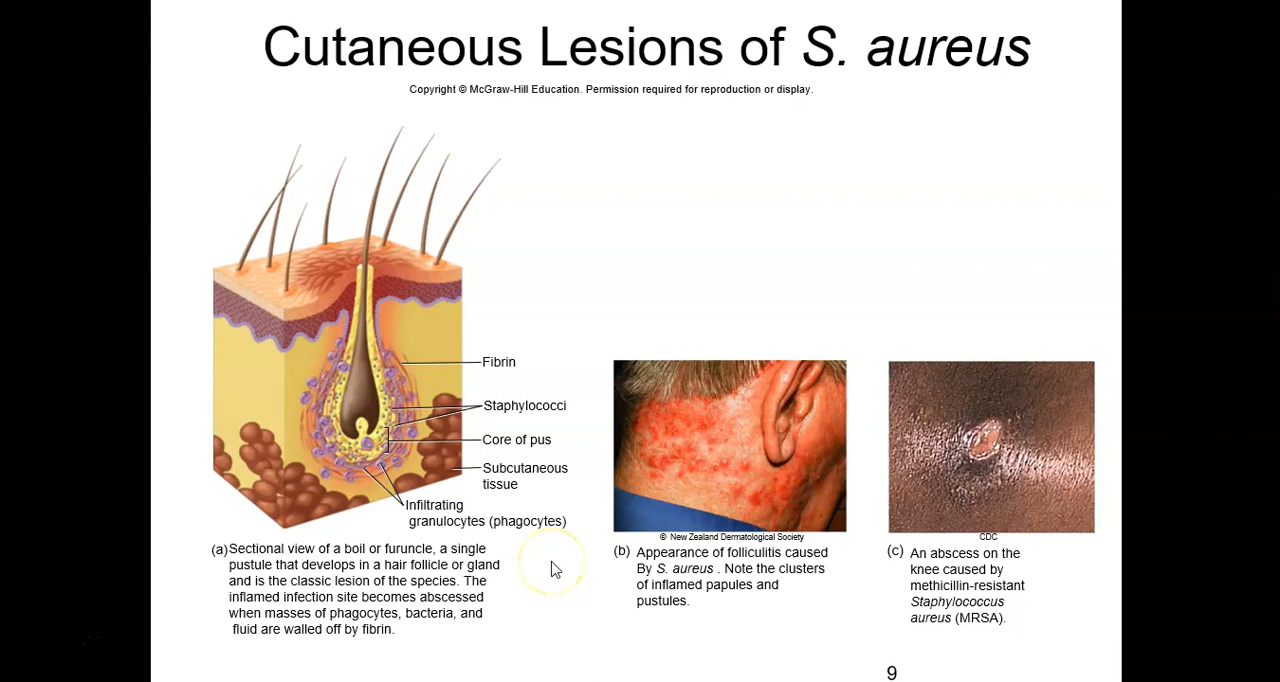 Cutaneous Lesions of S. aureus
Copyright © McGraw-Hill Education. Permission required for reproduction or display.
Fibrin
Staphylococci
Core of pus
Subcutaneous
tissue
Infiltrating
granulocytes (phagocytes)
(a) Sectional view of a boil or furuncle, a single
pustule that develops in a hair follicle or gland
and is the classic lesion of the species. The
inflamed infection site becomes abscessed
when masses of phagocytes, bacteria, and
fluid are walled off by fibrin.
© New Zealand Dermatological Society
(b) Appearance of folliculitis caused
By S. aureus . Note the clusters
of inflamed papules and
pustules.
CDC
(c) An abscess on the
knee caused by
methicillin-resistant
Staphylococcus
aureus (MRSA).
9